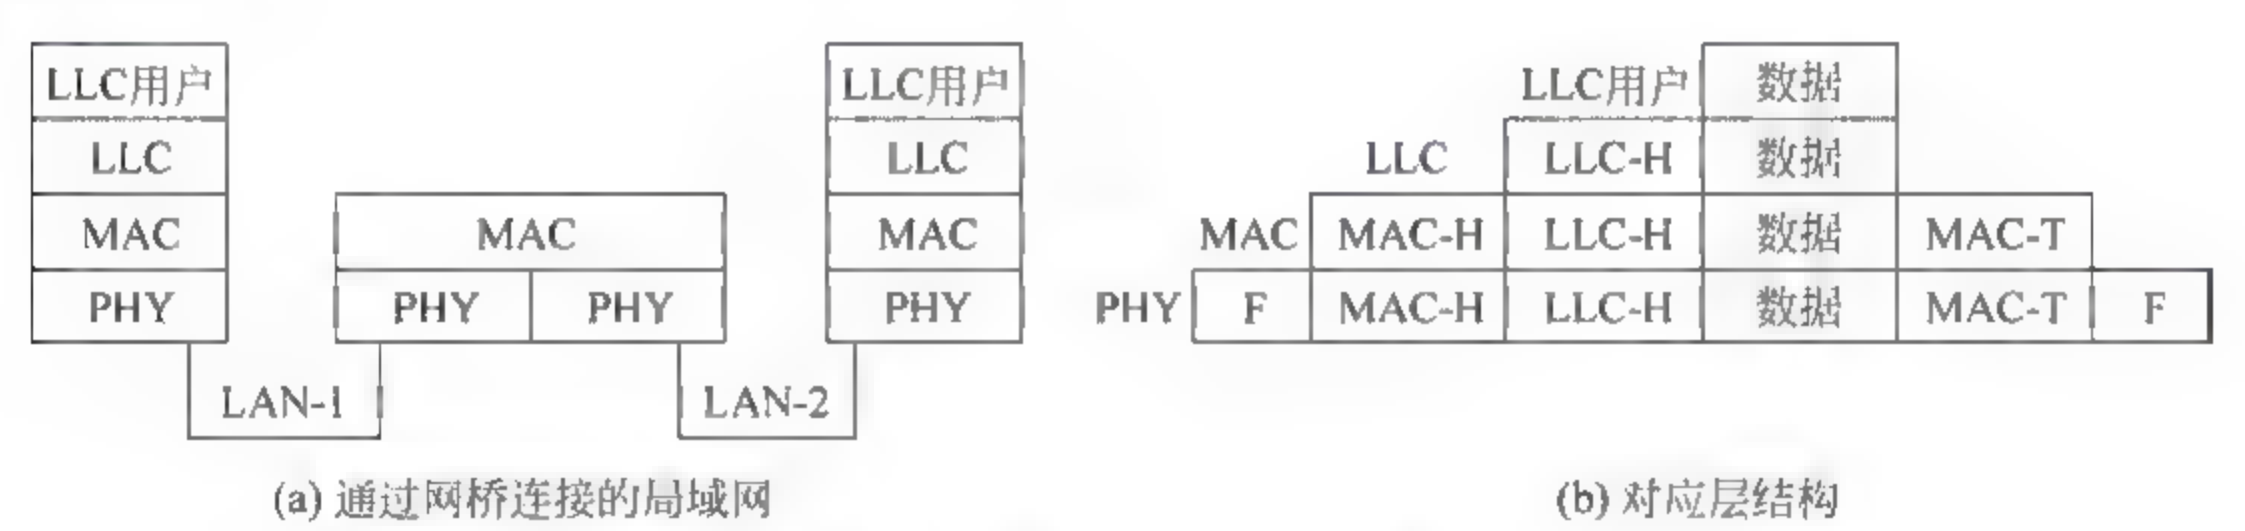 LLC用户
LLC
MAC
PHY
MAC
PHY PHY
LLC用户
LLC
MAC
PHY
LAN-1
LAN-2
(a) 通过网桥连接的局域网
LLC用户 数据
LLC LLC-H 数据
MAC MAC-H LLC-H 数据 MAC-T
PHY F MAC-H LLC-H 数据 MAC-T F
(b) 对应层结构